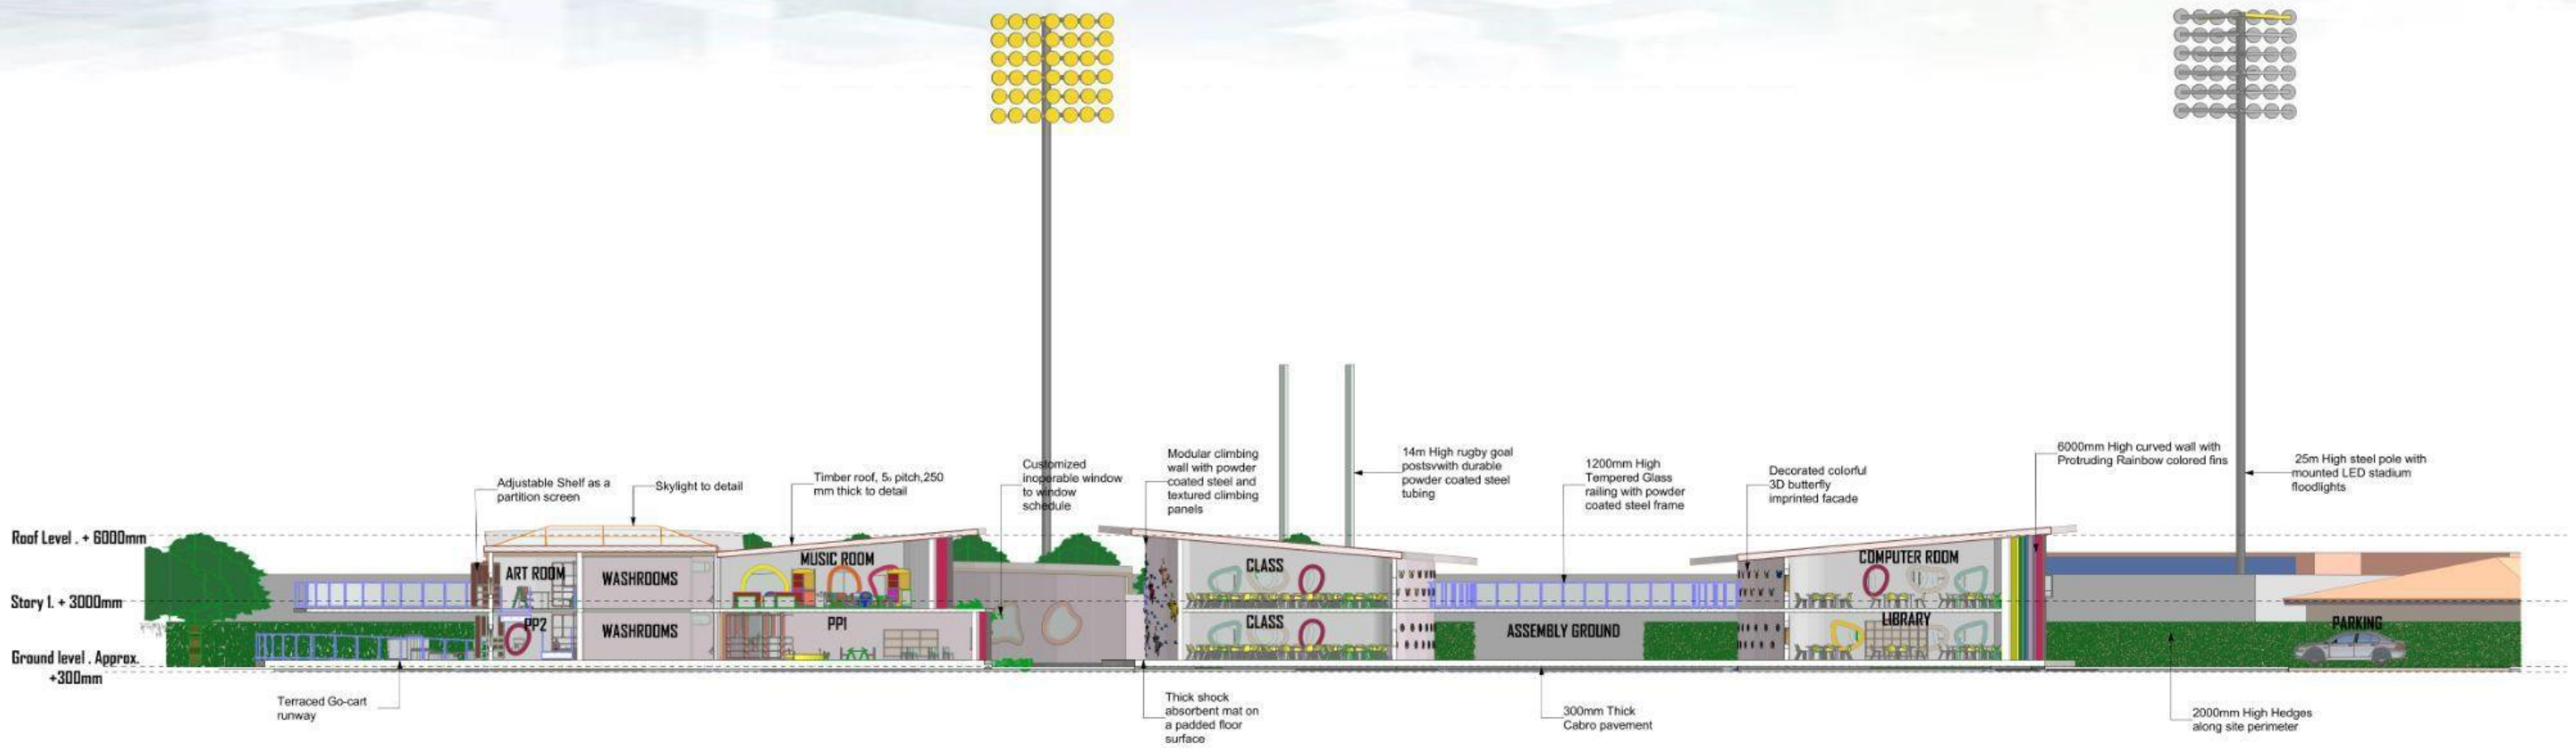 Adjustable Shelf as a
partition screen
Skylight to detail
Timber roof, 5° pitch,250
mm thick to detail
Customized
inoperable window
to window
schedule
Modular climbing
wall with powder
coated steel and
textured climbing
panels
14m High rugby goal
postsvwith durable
powder coated steel
tubing
1200mm High
Tempered Glass
railing with powder
coated steel frame
Decorated colorful
3D butterfly
imprinted facade
6000mm High curved wall with
Protruding Rainbow colored fins
25m High steel pole with
mounted LED stadium
floodlights
Roof Level . + 6000mm
Story 1. + 3000mm
Ground level . Approx.
+300mm
ART ROOM
WASHROOMS
MUSIC ROOM
CLASS
COMPUTER ROOM
PP2
WASHROOMS
PP1
CLASS
ASSEMBLY GROUND
LIBRARY
PARKING
Terraced Go-cart
runway
Thick shock
absorbent mat on
a padded floor
surface
300mm Thick
Cabro pavement
2000mm High Hedges
along site perimeter